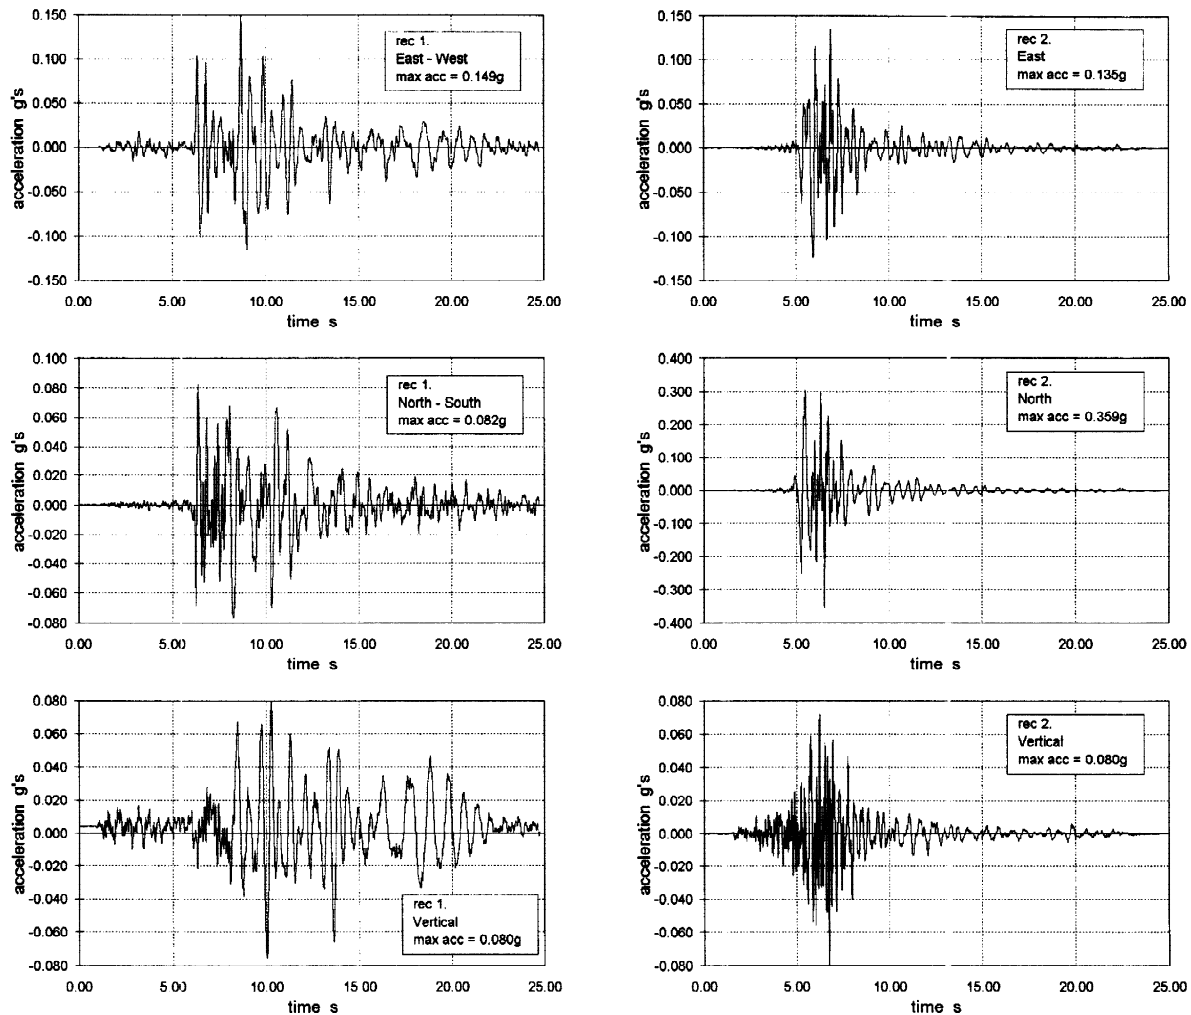 0.150
0.100
0.050
0.000
-0.050
-0.100
-0.150
acceleration g's
rec 1.
East - West
max acc = 0.149g
0.00 5.00 10.00 15.00 20.00 25.00
time s
0.150
0.100
0.050
0.000
-0.050
-0.100
-0.150
acceleration g's
rec 2.
East
max acc = 0.135g
0.00 5.00 10.00 15.00 20.00 25.00
time s
0.100
0.080
0.060
0.040
0.020
0.000
-0.020
-0.040
-0.060
-0.080
acceleration g's
rec 1.
North - South
max acc = 0.082g
0.00 5.00 10.00 15.00 20.00 25.00
time s
0.400
0.300
0.200
0.100
0.000
-0.100
-0.200
-0.300
-0.400
acceleration g's
rec 2.
North
max acc = 0.359g
0.00 5.00 10.00 15.00 20.00 25.00
time s
0.080
0.060
0.040
0.020
0.000
-0.020
-0.040
-0.060
-0.080
acceleration g's
rec 1.
Vertical
max acc = 0.080g
0.00 5.00 10.00 15.00 20.00 25.00
time s
0.080
0.060
0.040
0.020
0.000
-0.020
-0.040
-0.060
-0.080
acceleration g's
rec 2.
Vertical
max acc = 0.080g
0.00 5.00 10.00 15.00 20.00 25.00
time s